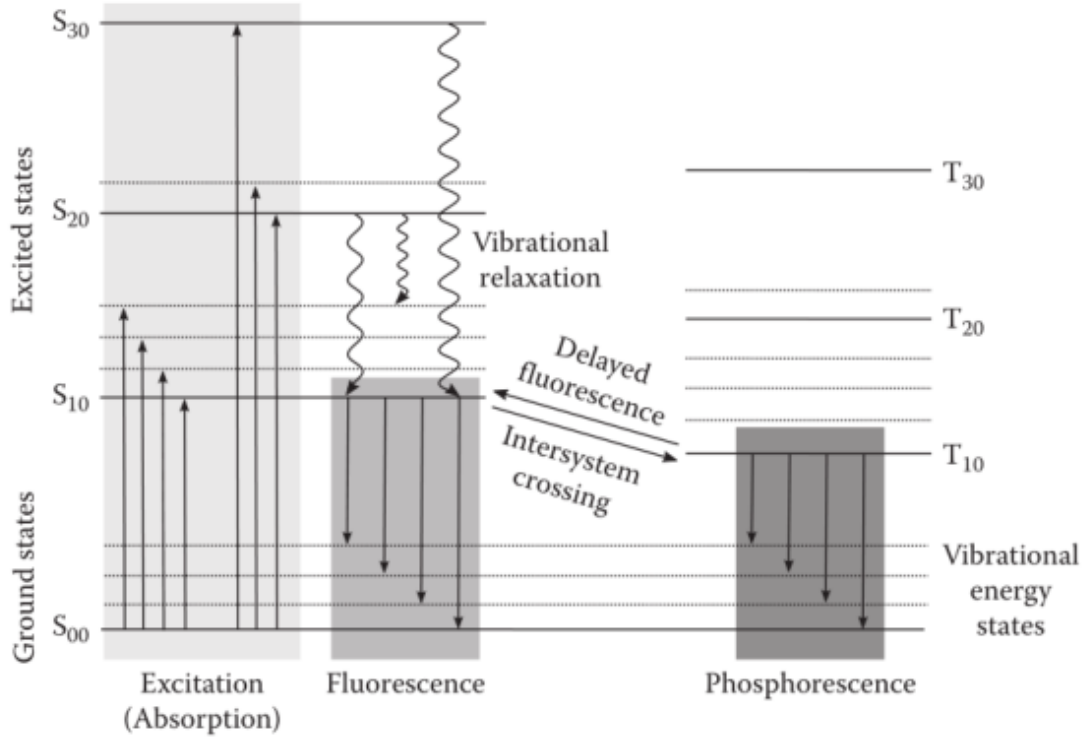 S30
Excited states
T30
S20
Vibrational
relaxation
T20
Delayed
fluorescence
S10
Intersystem
crossing
T10
Ground states
Vibrational
energy
states
S00
Excitation
(Absorption)
Fluorescence
Phosphorescence